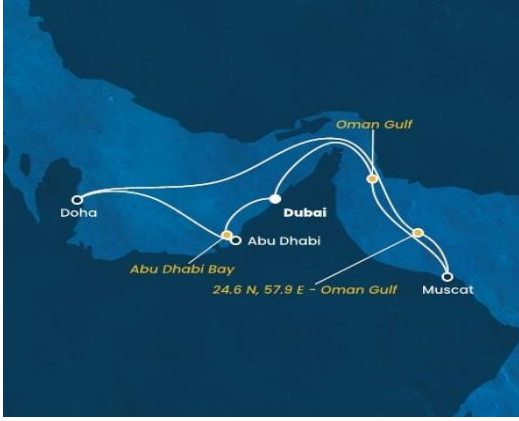 Oman Gulf
Doha
Dubai
Abu Dhabi
Abu Dhabi Bay
24.6 N, 57.9 E - Oman Gulf
Muscat